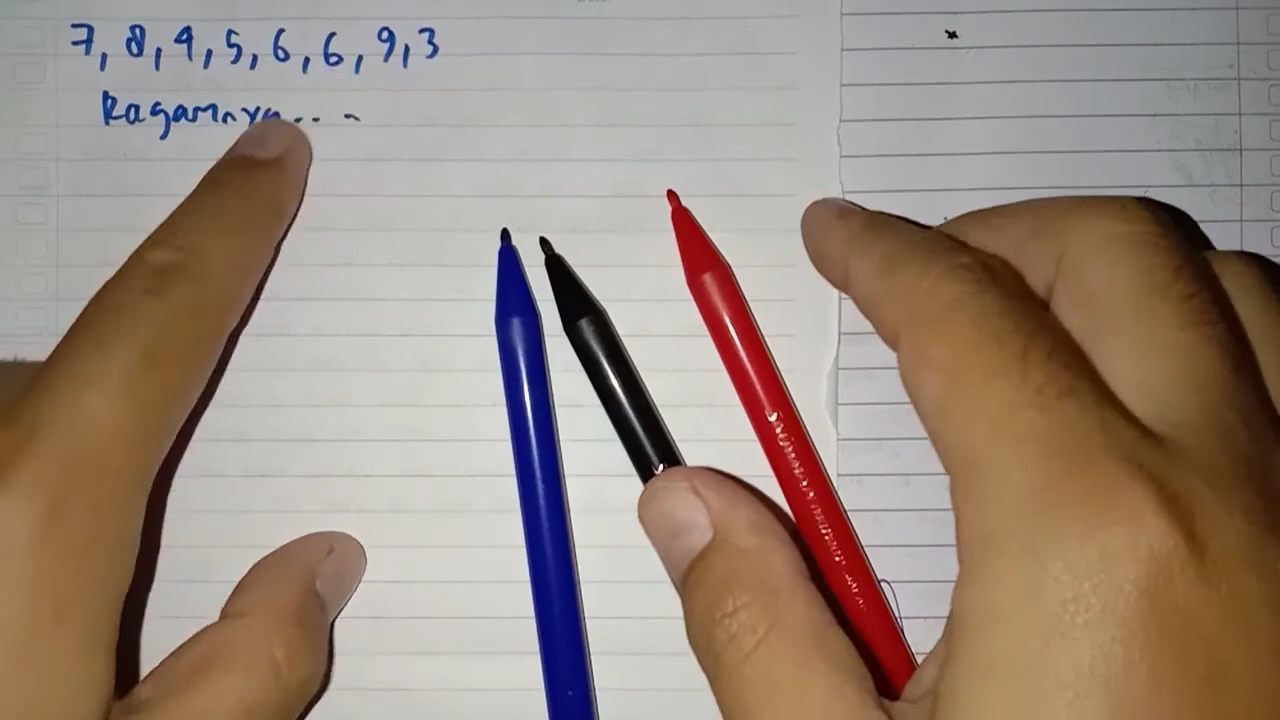 7, 8, 4, 5, 6, 6, 9, 3
Ragamnya...